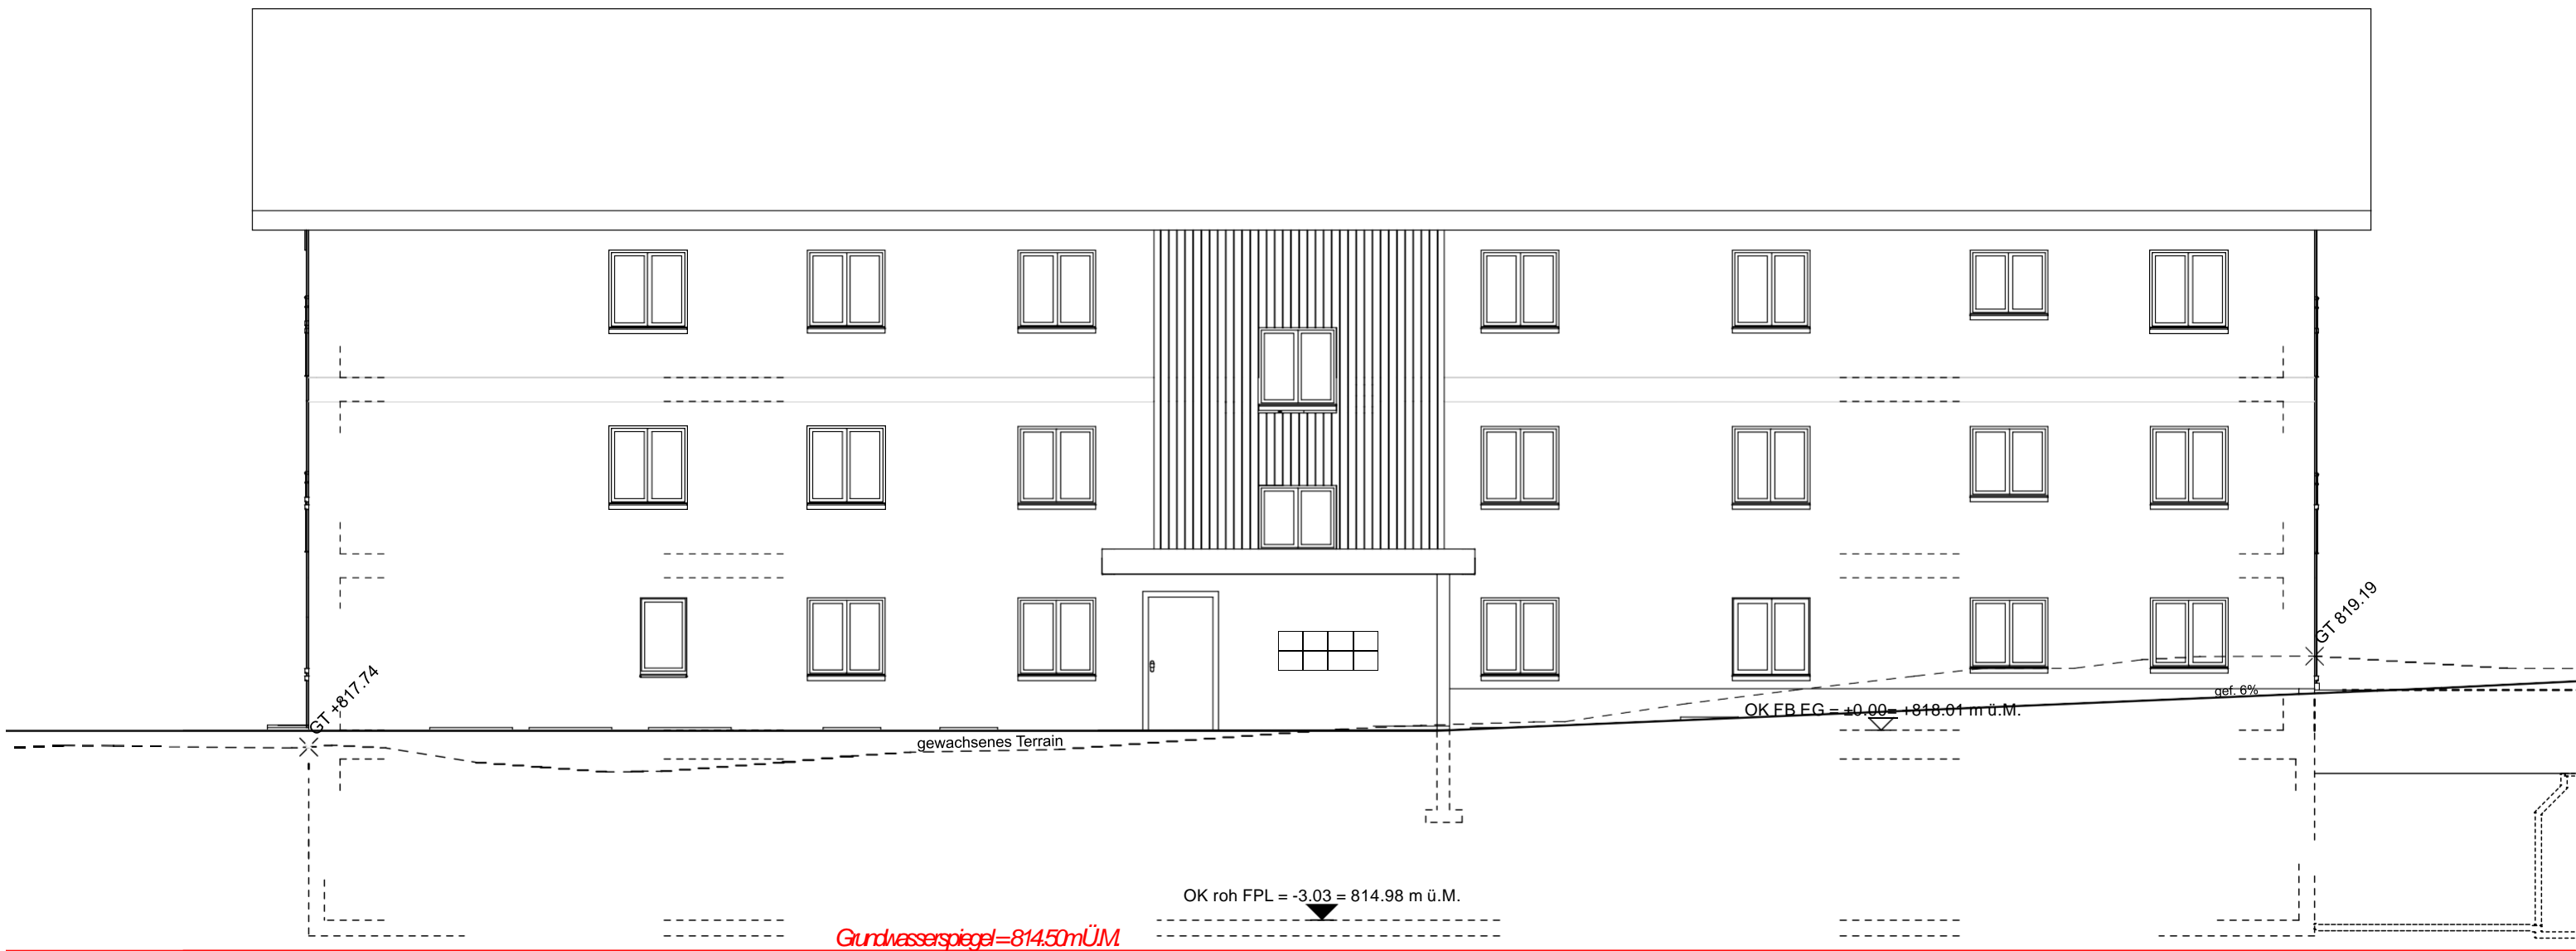 GT +817.74
GT 819.19
gef. 6%
OK FB EG = ±0.00= +818.01 m ü.M.
gewachsenes Terrain
OK roh FPL = -3.03 = 814.98 m ü.M.
Grundwasserspiegel=814.50mÜ.M.